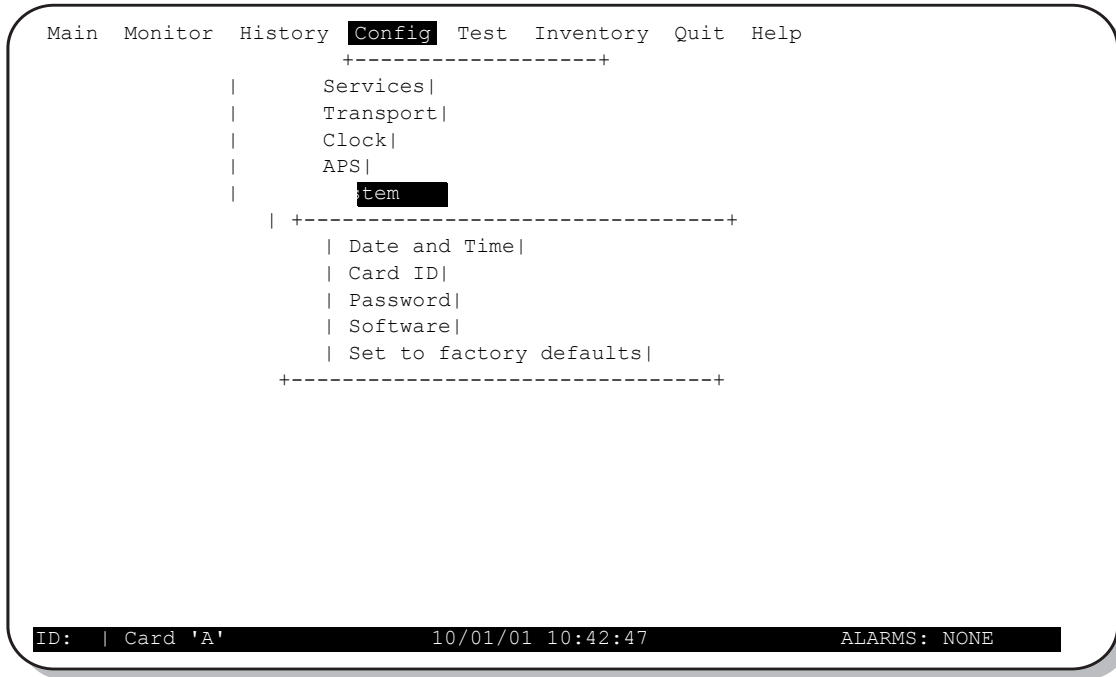 Main Monitor History Config Test Inventory Quit Help
+-------------------+
| Services|
| Transport|
| Clock|
| APS|
| stem
| +---------------------------------+
| Date and Time|
| Card ID|
| Password|
| Software|
| Set to factory defaults|
+---------------------------------+
ID: | Card 'A' 10/01/01 10:42:47 ALARMS: NONE